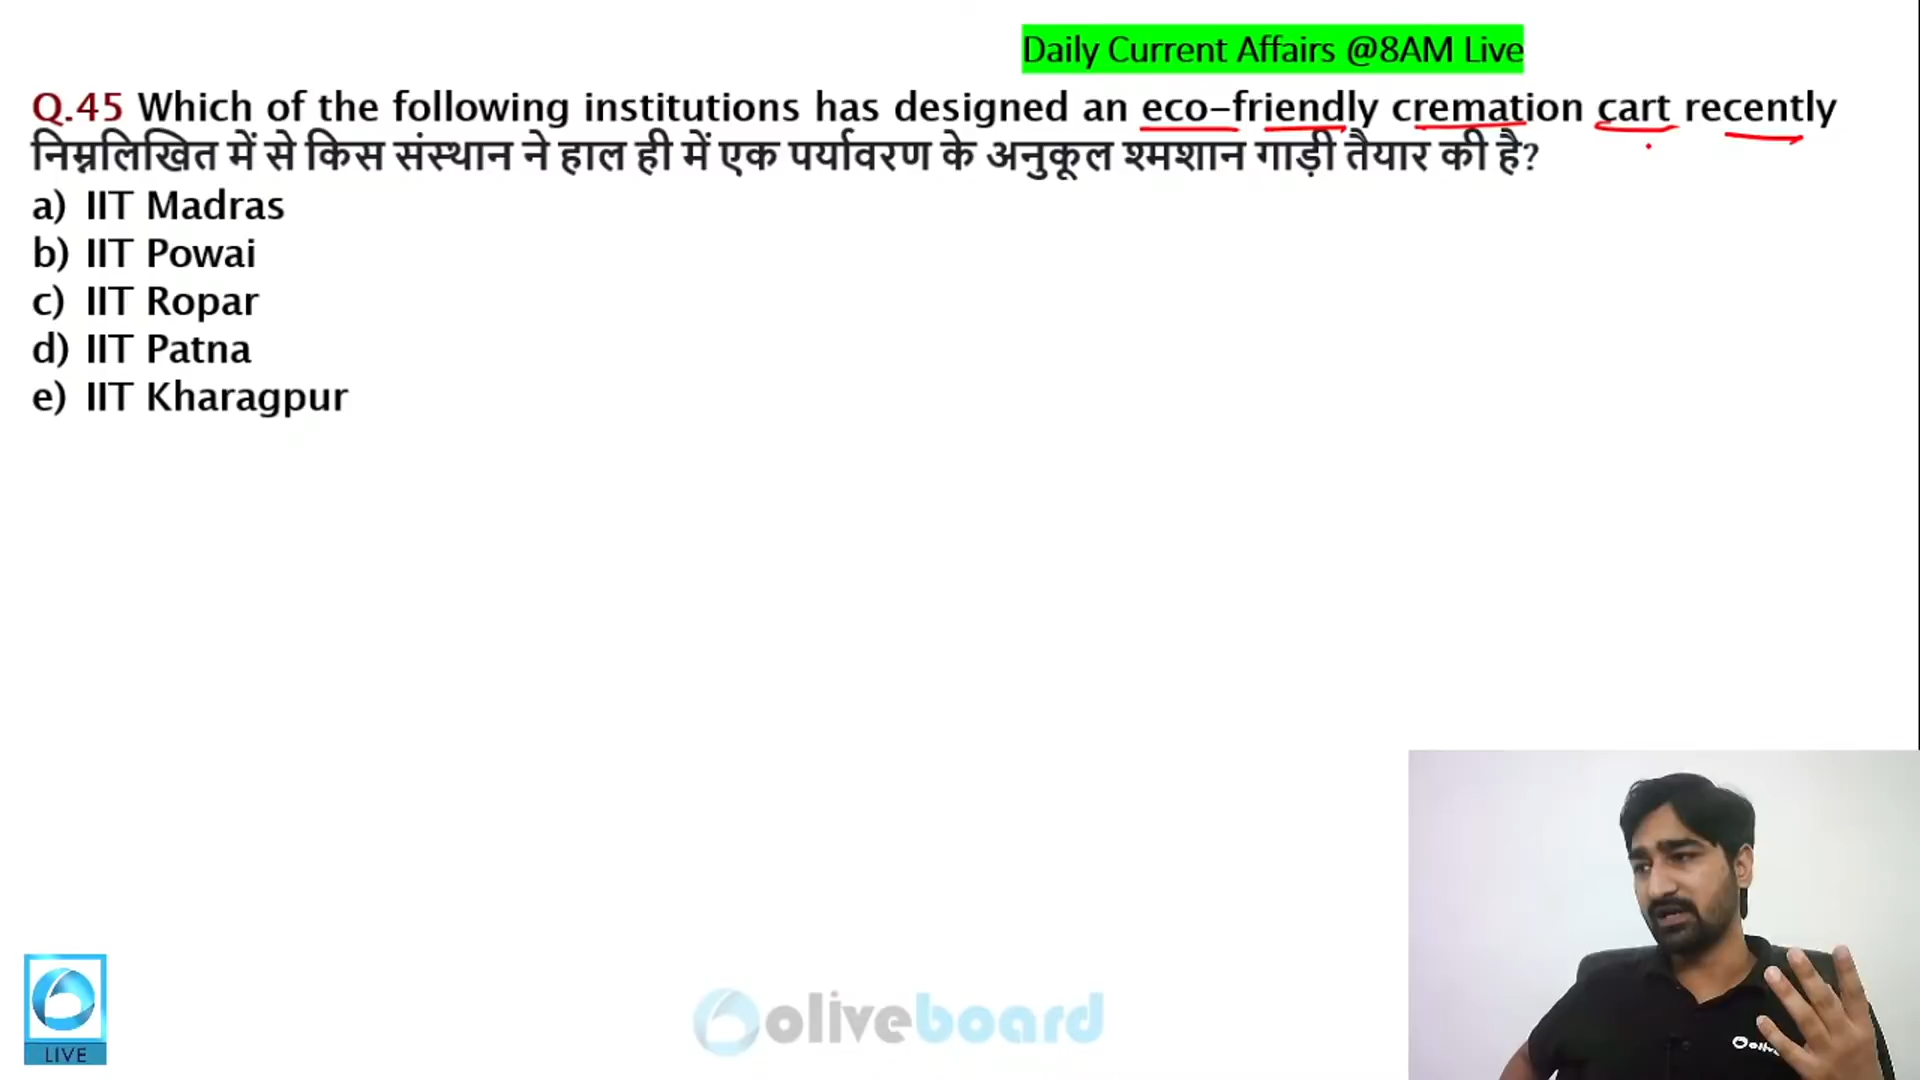 Daily Current Affairs @8AM Live
Q.45 Which of the following institutions has designed an eco-friendly cremation cart recently
निम्नलिखित में से किस संस्थान ने हाल ही में एक पर्यावरण के अनुकूल श्मशान गाड़ी तैयार की है?
a) IIT Madras
b) IIT Powai
c) IIT Ropar
d) IIT Patna
e) IIT Kharagpur
LIVE
oliveboard